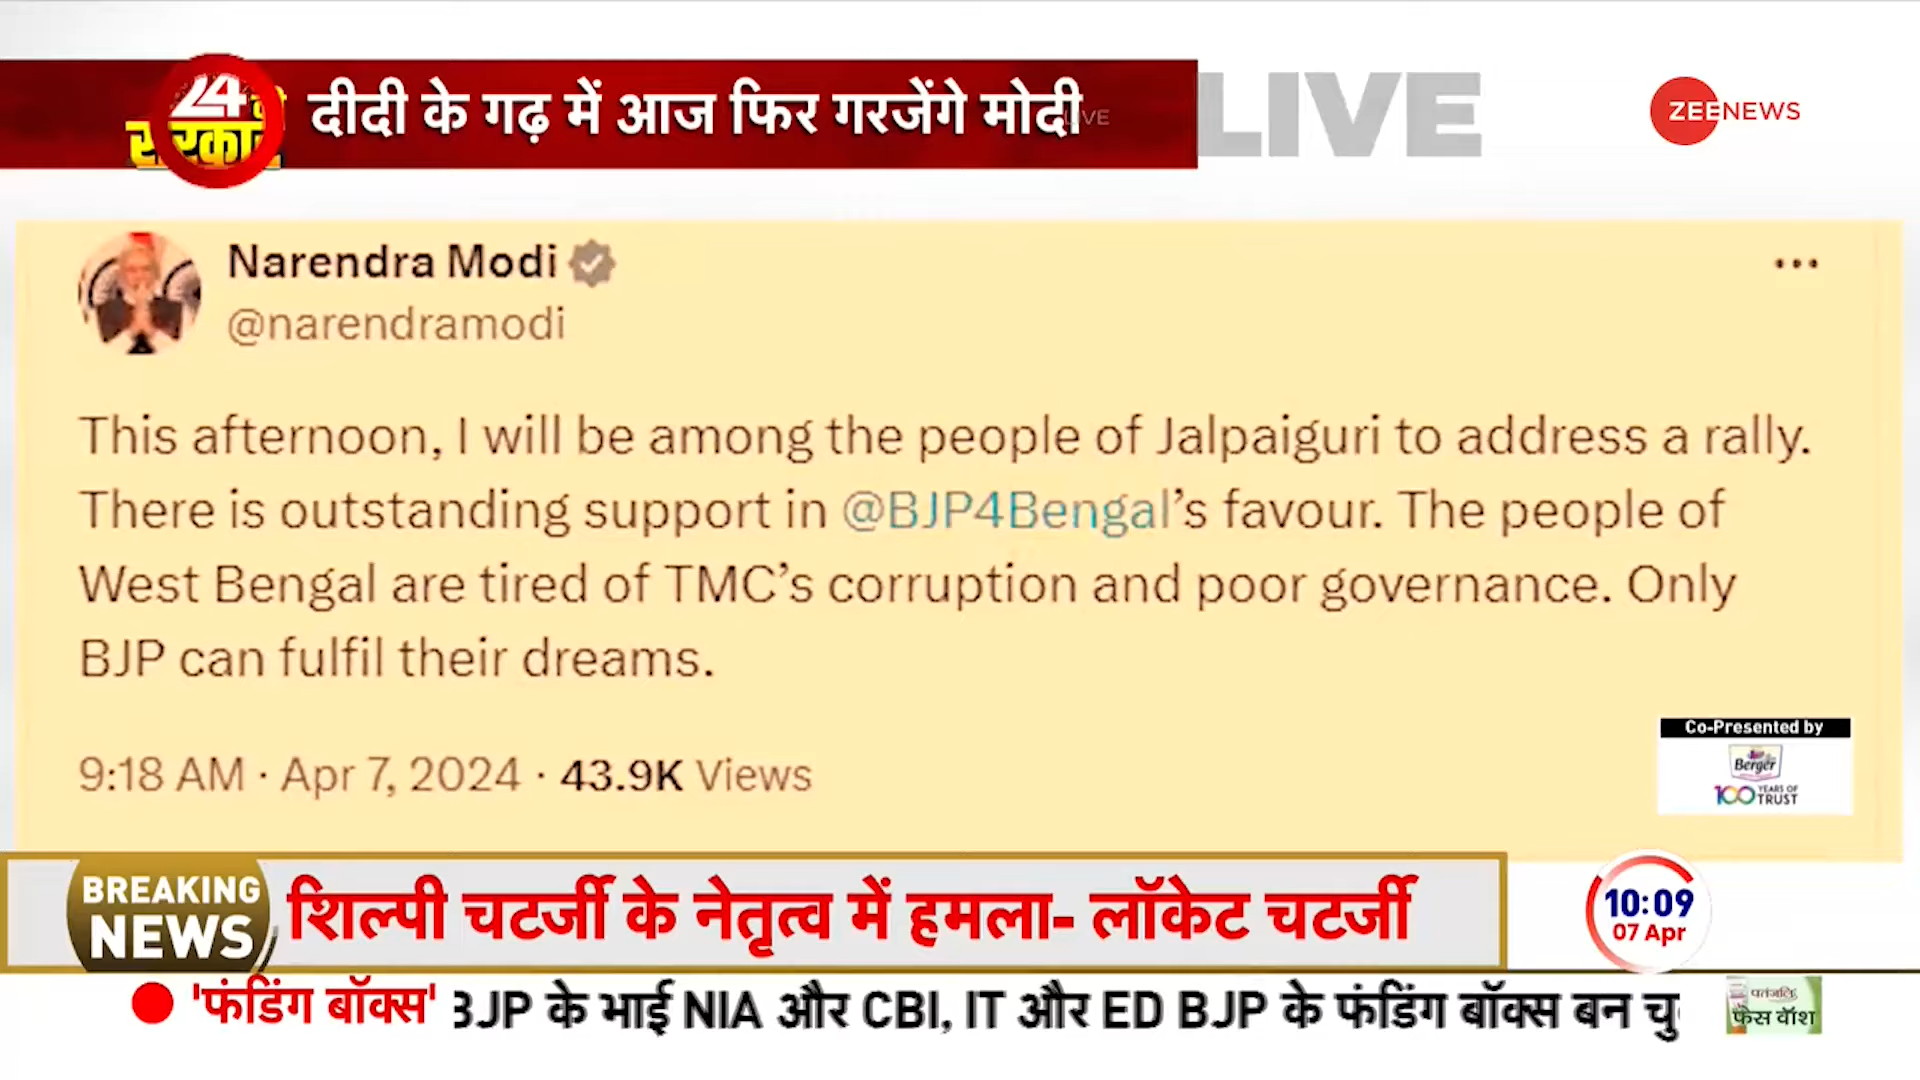 24
की
सरकार
दीदी के गढ़ में आज फिर गरजेंगे मोदी
LIVE
LIVE
ZEENEWS
Narendra Modi
@narendramodi
This afternoon, I will be among the people of Jalpaiguri to address a rally.
There is outstanding support in @BJP4Bengal’s favour. The people of
West Bengal are tired of TMC’s corruption and poor governance. Only
BJP can fulfil their dreams.
9:18 AM · Apr 7, 2024 · 43.9K Views
Co-Presented by
Berger
100 YEARS OF
TRUST
BREAKING
NEWS
शिल्पी चटर्जी के नेतृत्व में हमला- लॉकेट चटर्जी
10:09
07 Apr
'फंडिंग बॉक्स' BJP के भाई NIA और CBI, IT और ED BJP के फंडिंग बॉक्स बन चु
पतंजलि
फेस वॉश